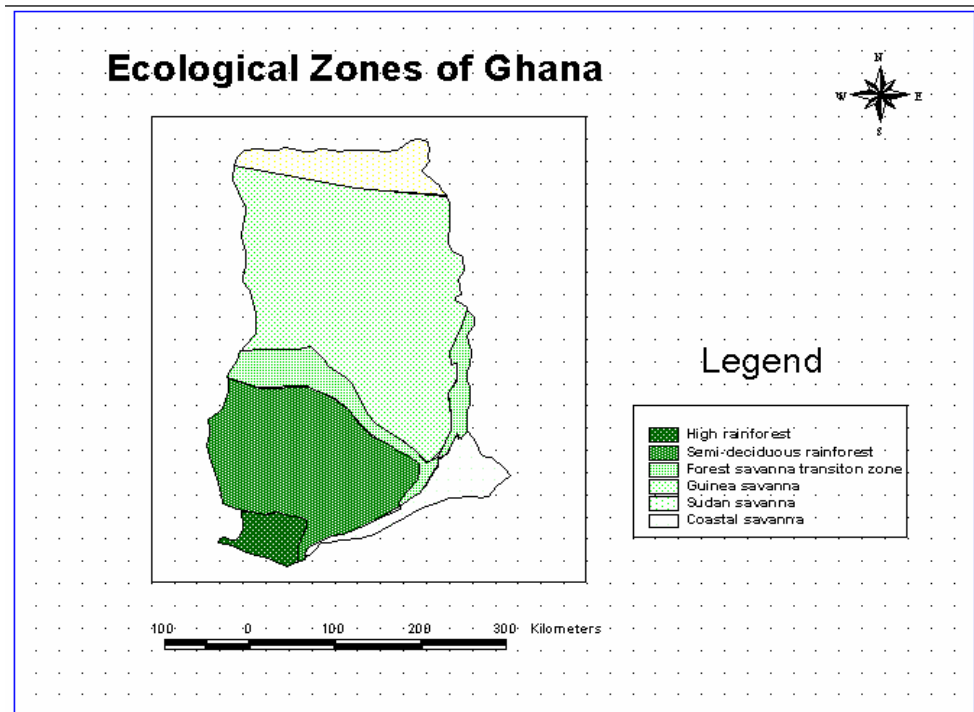 Ecological Zones of Ghana
N
W E
S
Legend
High rainforest
Semi-deciduous rainforest
Forest savanna transiton zone
Guinea savanna
Sudan savanna
Coastal savanna
100 0 100 200 300 Kilometers